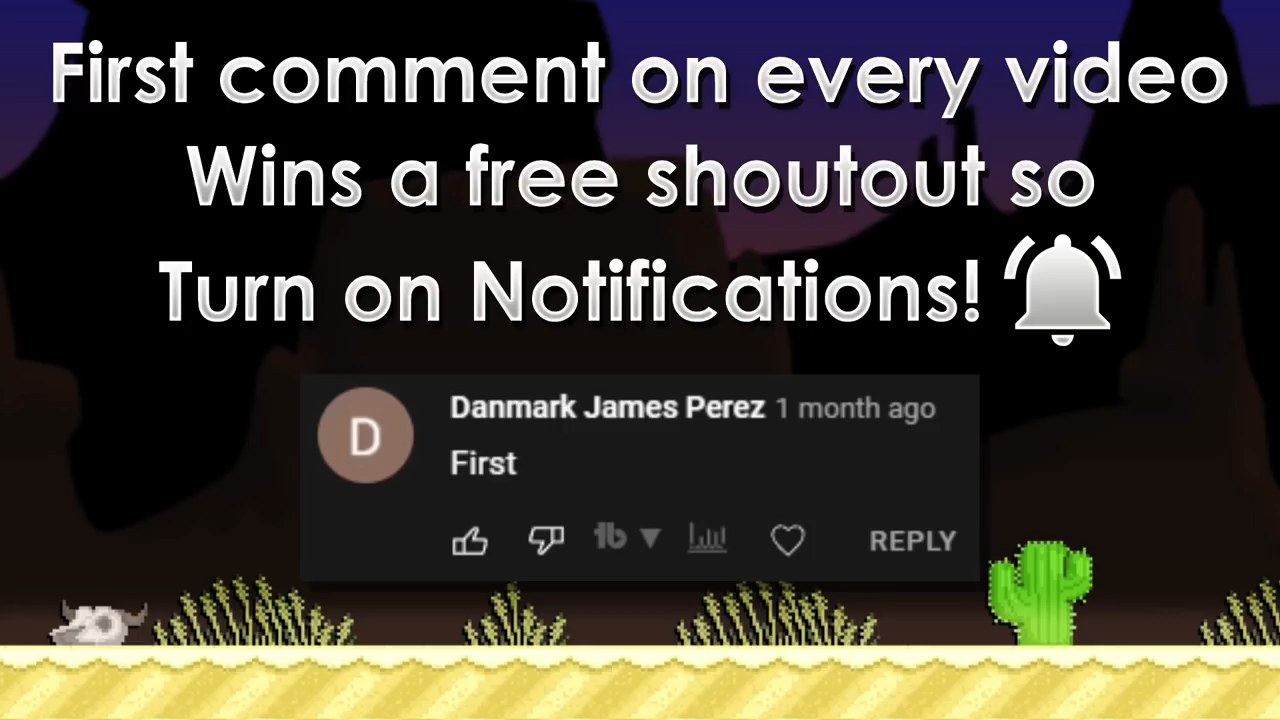 First comment on every video
Wins a free shoutout so
Turn on Notifications!
D
Danmark James Perez 1 month ago
First
tb
REPLY